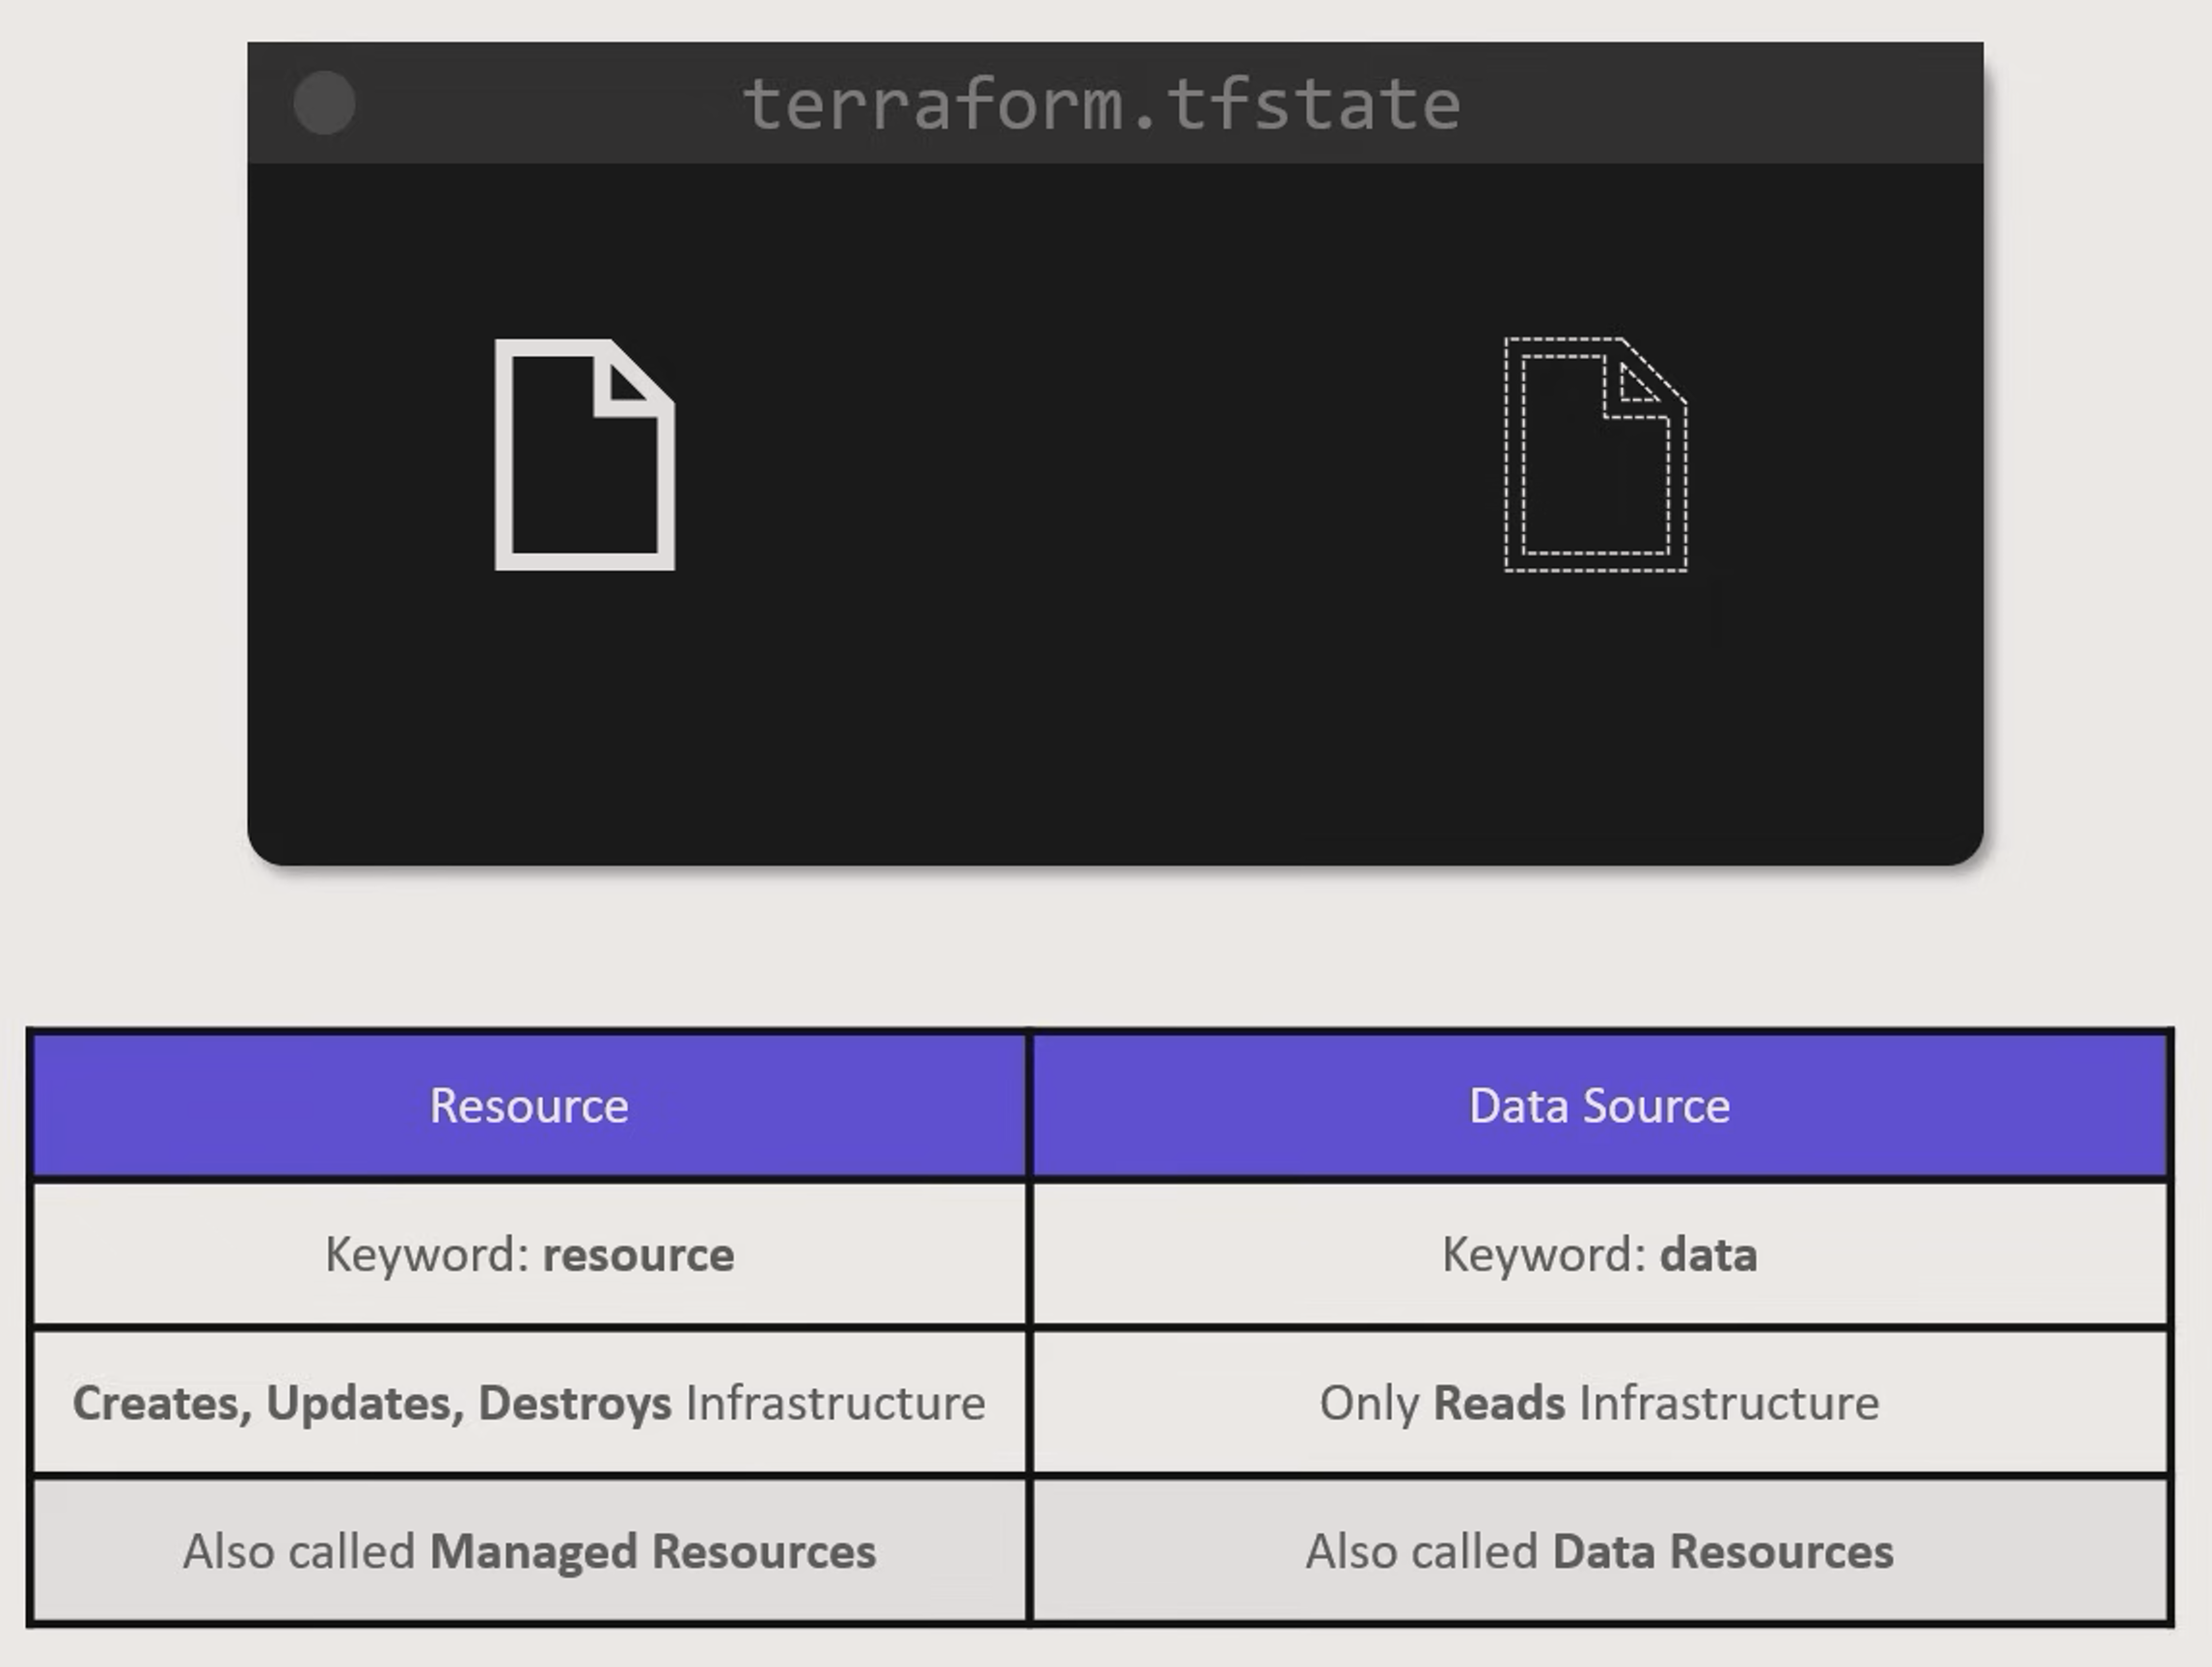 terraform.tfstate
Resource
Data Source
Keyword: resource
Keyword: data
Creates, Updates, Destroys Infrastructure
Only Reads Infrastructure
Also called Managed Resources
Also called Data Resources